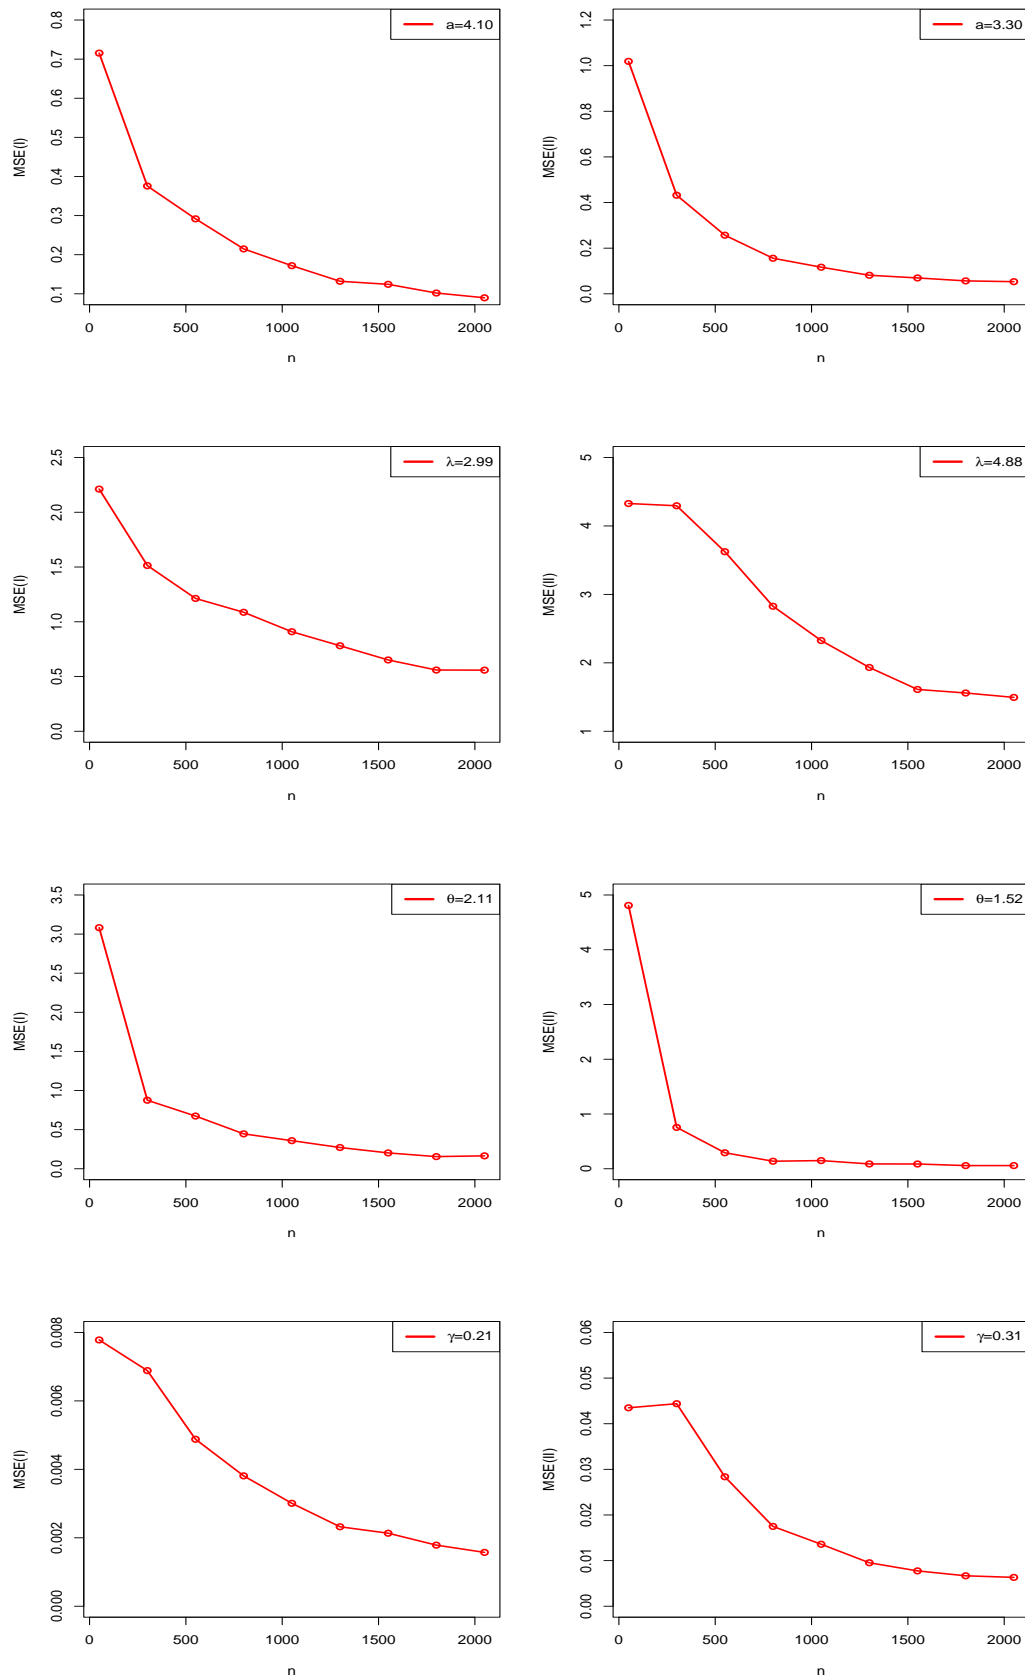 a=4.10
MSE(I)
0.8
0.7
0.6
0.5
0.4
0.3
0.2
0.1
0 500 1000 1500 2000
n
a=3.30
MSE(II)
1.2
1.0
0.8
0.6
0.4
0.2
0.0
0 500 1000 1500 2000
n
λ=2.99
MSE(I)
2.5
2.0
1.5
1.0
0.5
0.0
0 500 1000 1500 2000
n
λ=4.88
MSE(II)
5
4
3
2
1
0 500 1000 1500 2000
n
θ=2.11
MSE(I)
3.5
3.0
2.5
2.0
1.5
1.0
0.5
0.0
0 500 1000 1500 2000
n
θ=1.52
MSE(II)
5
4
3
2
1
0
0 500 1000 1500 2000
n
γ=0.21
MSE(I)
0.008
0.006
0.004
0.002
0.000
0 500 1000 1500 2000
n
γ=0.31
MSE(II)
0.06
0.05
0.04
0.03
0.02
0.01
0.00
0 500 1000 1500 2000
n